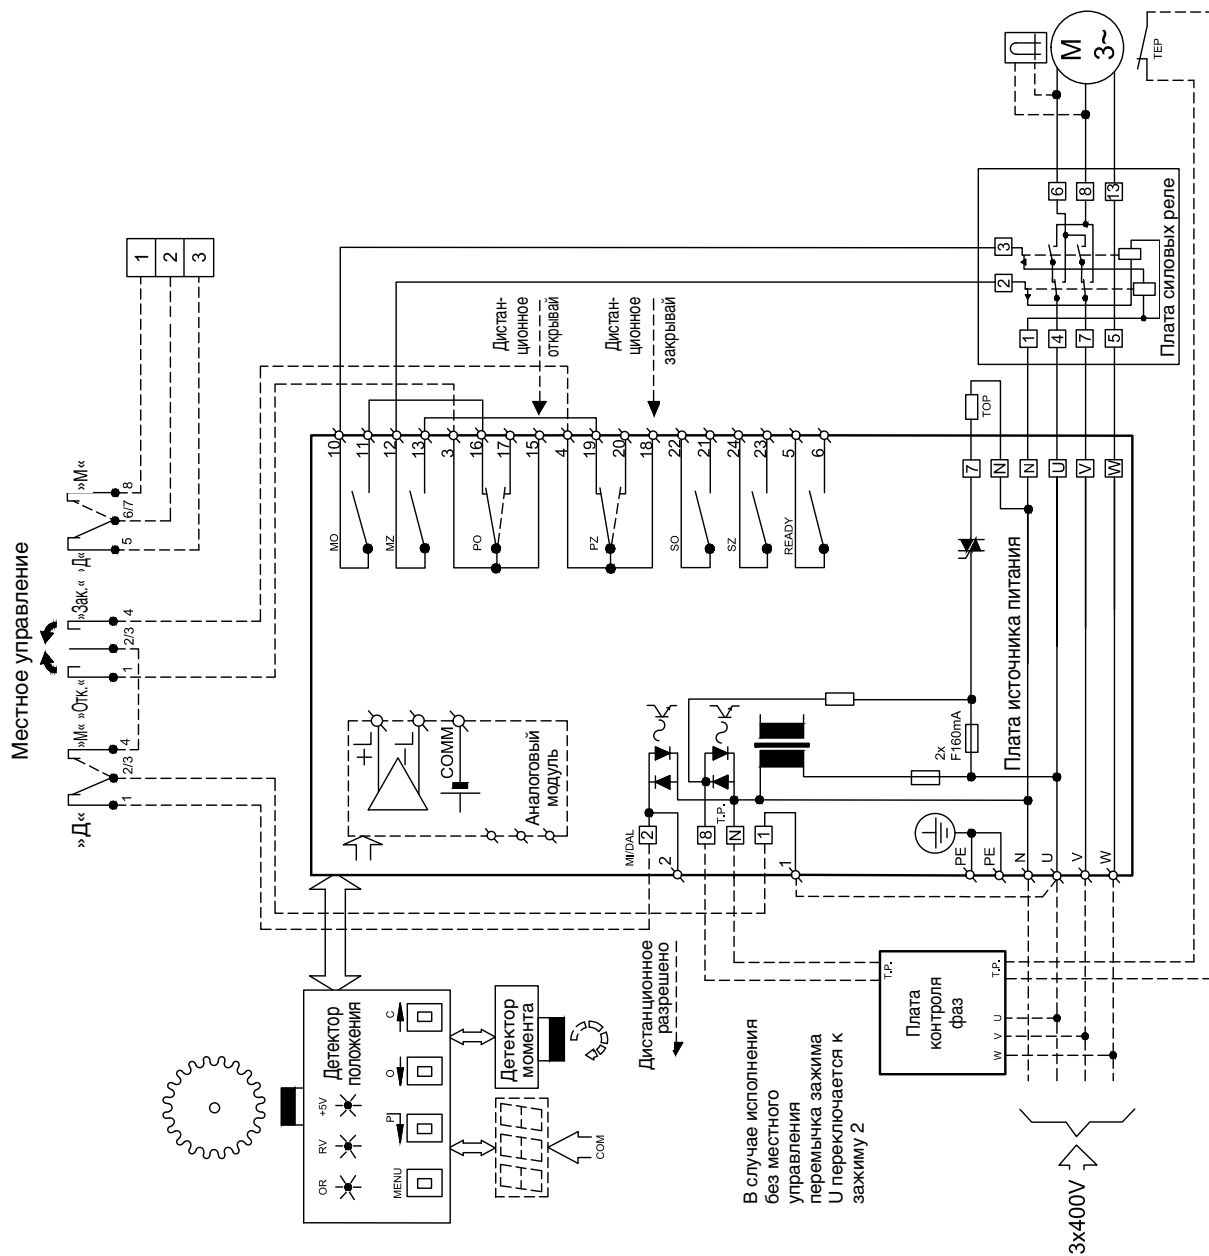 Местное управление
»Д«
»М«
»Отк.«
»Зак.«
»Д«
»М«
1
2/3
4
1
2/3
4
5
6/7
8
1
2
3
M
3~
TEP
6
8
13
3
2
1
4
7
5
Плата силовых реле
Дистан-
ционное
открывай
Дистан-
ционное
закрывай
10
11
12
13
3
16
17
15
4
19
20
18
22
21
24
23
5
6
MO
MZ
PO
PZ
SO
SZ
READY
TOP
7
N
N
U
V
W
Плата источника питания
2x
F160mA
+L
-L
COMM
Аналоговый
модуль
MI/DAL
2
2
8
T.P.
N
1
1
PE
PE
N
U
V
W
Детектор
положения
+5V
RV
OR
C
O
PI
MENU
Детектор
момента
COM
Дистанционное
разрешено
T.P.
T.P.
Плата
контроля
фаз
U
V
W
В случае исполнения
без местного
управления
перемычка зажима
U переключается к
зажиму 2
3x400V